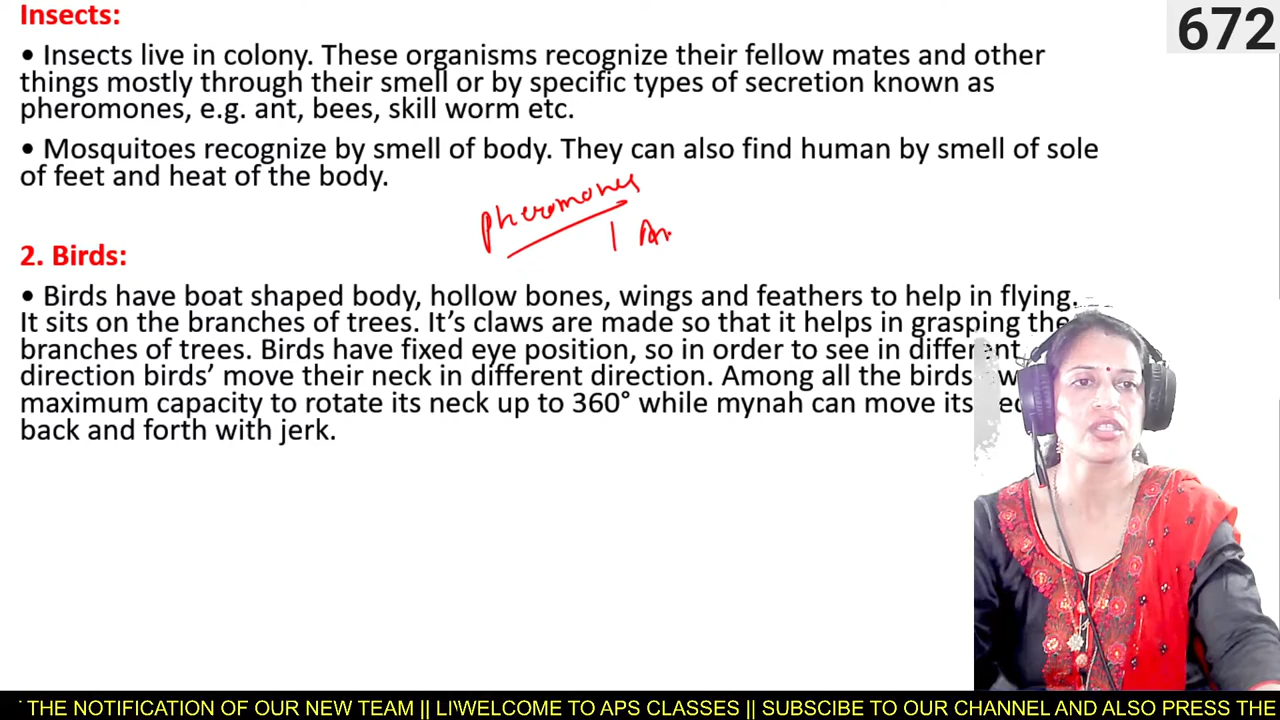 Insects:
672
• Insects live in colony. These organisms recognize their fellow mates and other
things mostly through their smell or by specific types of secretion known as
pheromones, e.g. ant, bees, skill worm etc.
• Mosquitoes recognize by smell of body. They can also find human by smell of sole
of feet and heat of the body.
pheromones
2. Birds:
• Birds have boat shaped body, hollow bones, wings and feathers to help in flying.
It sits on the branches of trees. It's claws are made so that it helps in grasping the
branches of trees. Birds have fixed eye position, so in order to see in different
direction birds' move their neck in different direction. Among all the birds
maximum capacity to rotate its neck up to 360° while mynah can move its
back and forth with jerk.
THE NOTIFICATION OF OUR NEW TEAM || WELCOME TO APS CLASSES || SUBSCIBE TO OUR CHANNEL AND ALSO PRESS THE